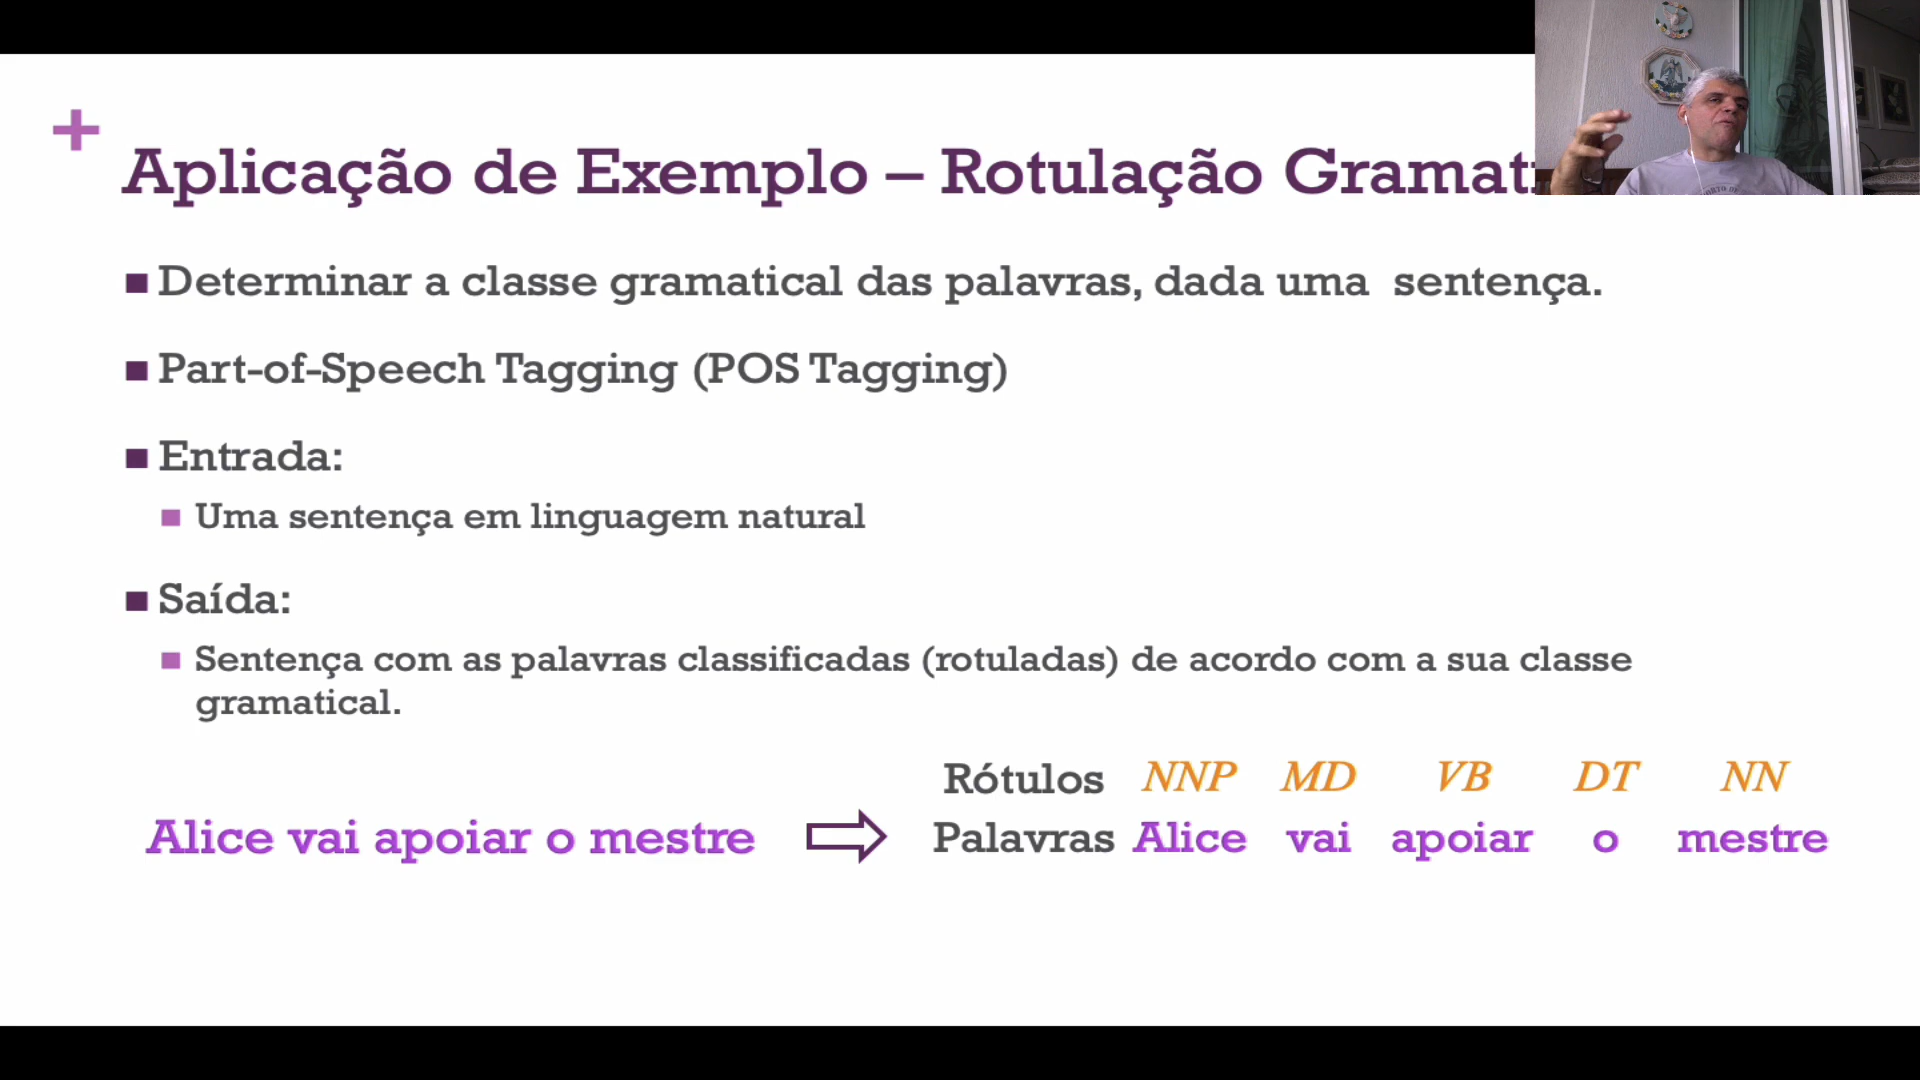 +
Aplicação de Exemplo – Rotulação
Determinar a classe gramatical das palavras, dada uma sentença.
Part-of-Speech Tagging (POS Tagging)
Entrada:
Uma sentença em linguagem natural
Saída:
Sentença com as palavras classificadas (rotuladas) de acordo com a sua classe
gramatical.
Rótulos NNP MD VB DT NN
Alice vai apoiar o mestre
Palavras Alice vai apoiar o mestre